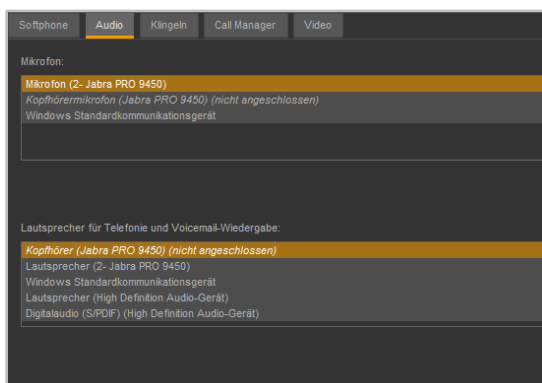 Softphone Audio Klingeln Call Manager Video
Mikrofon:
Mikrofon (2- Jabra PRO 9450)
Kopfhörermikrofon (Jabra PRO 9450) (nicht angeschlossen)
Windows Standardkommunikationsgerät
Lautsprecher für Telefonie und Voicemail-Wiedergabe:
Kopfhörer (Jabra PRO 9450) (nicht angeschlossen)
Lautsprecher (2- Jabra PRO 9450)
Windows Standardkommunikationsgerät
Lautsprecher (High Definition Audio-Gerät)
Digitalaudio (S/PDIF) (High Definition Audio-Gerät)